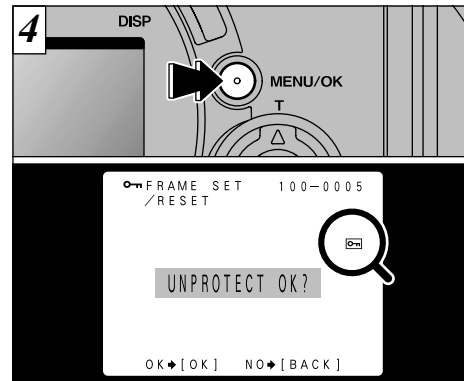 4
DISP
MENU/OK
T
FRAME SET 100-0005
/RESET
UNPROTECT OK?
OK➧[OK] NO➧[BACK]